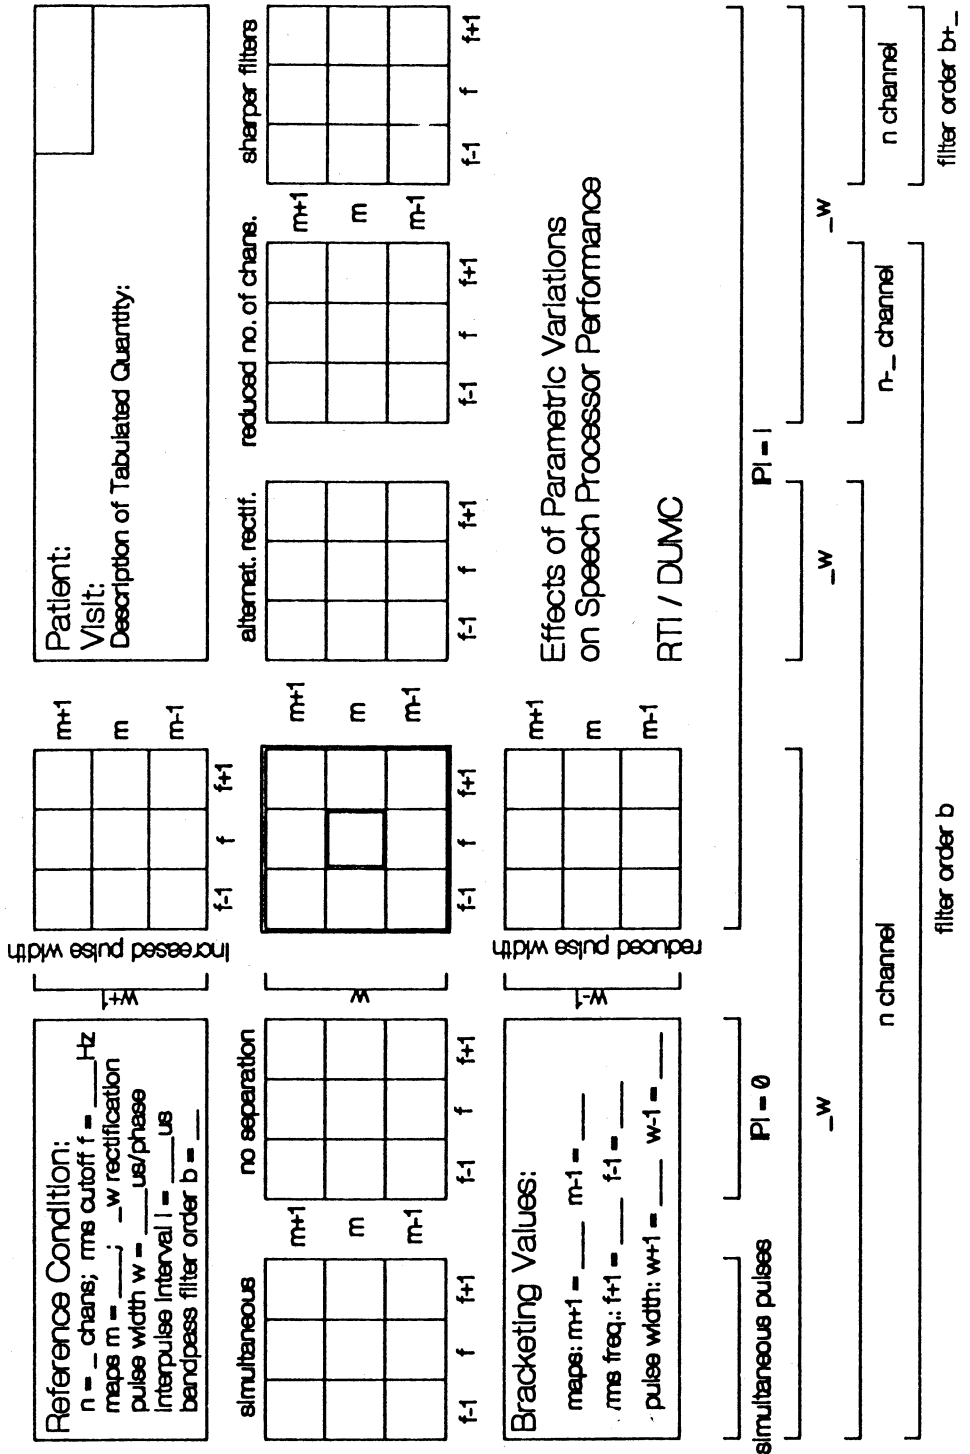 Reference Condition:
n = _ chans; rms cutoff f = ___Hz
maps m = ___; _w rectification
pulse width w = ___us/phase
interpulse interval i = ___us
bandpass filter order b = __
w+1
increased pulse width
m+1
m
m-1
f-1 f f+1
Patient:
Visit:
Description of Tabulated Quantity:
simultaneous
m+1
m
m-1
f-1 f f+1
no separation
f-1 f f+1
w
f-1 f f+1
m+1
m
m-1
alternat. rectif.
f-1 f f+1
reduced no. of chans.
f-1 f f+1
m+1
m
m-1
sharper filters
f-1 f f+1
Bracketing Values:
maps: m+1 = ___ m-1 = ___
rms freq.: f+1 = ___ f-1 = ___
pulse width: w+1 = ___ w-1 = ___
w-1
reduced pulse width
m+1
m
m-1
Effects of Parametric Variations
on Speech Processor Performance
RTI / DUMC
simultaneous pulses
IPI = 0
IPI = i
_w
_w
_w
n channel
n-_ channel
n channel
filter order b
filter order b+_